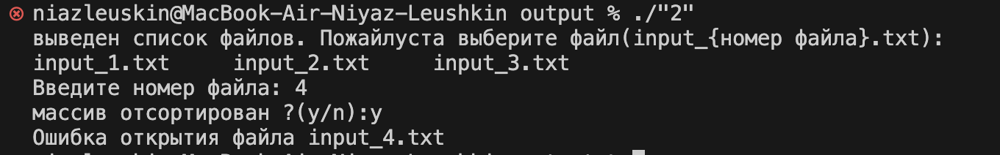 niazleuskin@MacBook-Air-Niyaz-Leushkin output % ./"2"
выведен список файлов. Пожайлуста выберите файл(input_{номер файла}.txt):
input_1.txt input_2.txt input_3.txt
Введите номер файла: 4
массив отсортирован ?(y/n):y
Ошибка открытия файла input_4.txt